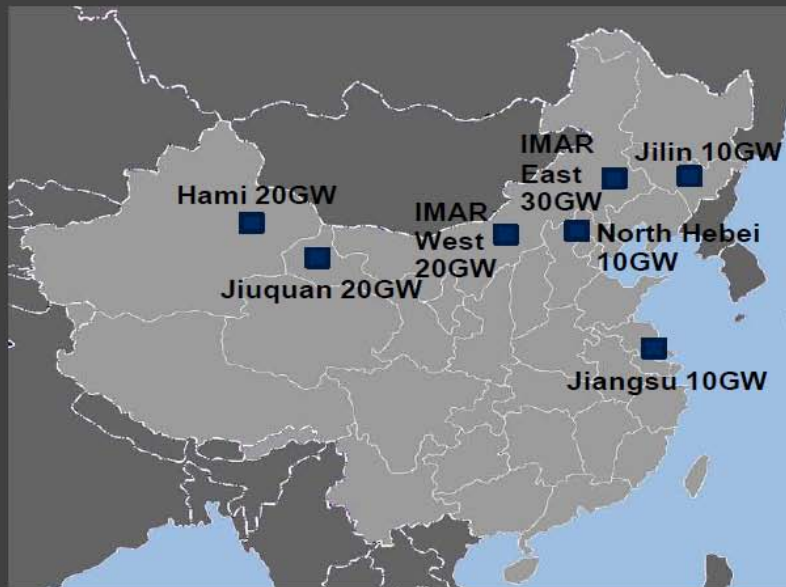 Hami 20GW
Jiuquan 20GW
IMAR
West
20GW
IMAR
East
30GW
Jilin 10GW
North Hebei
10GW
Jiangsu 10GW